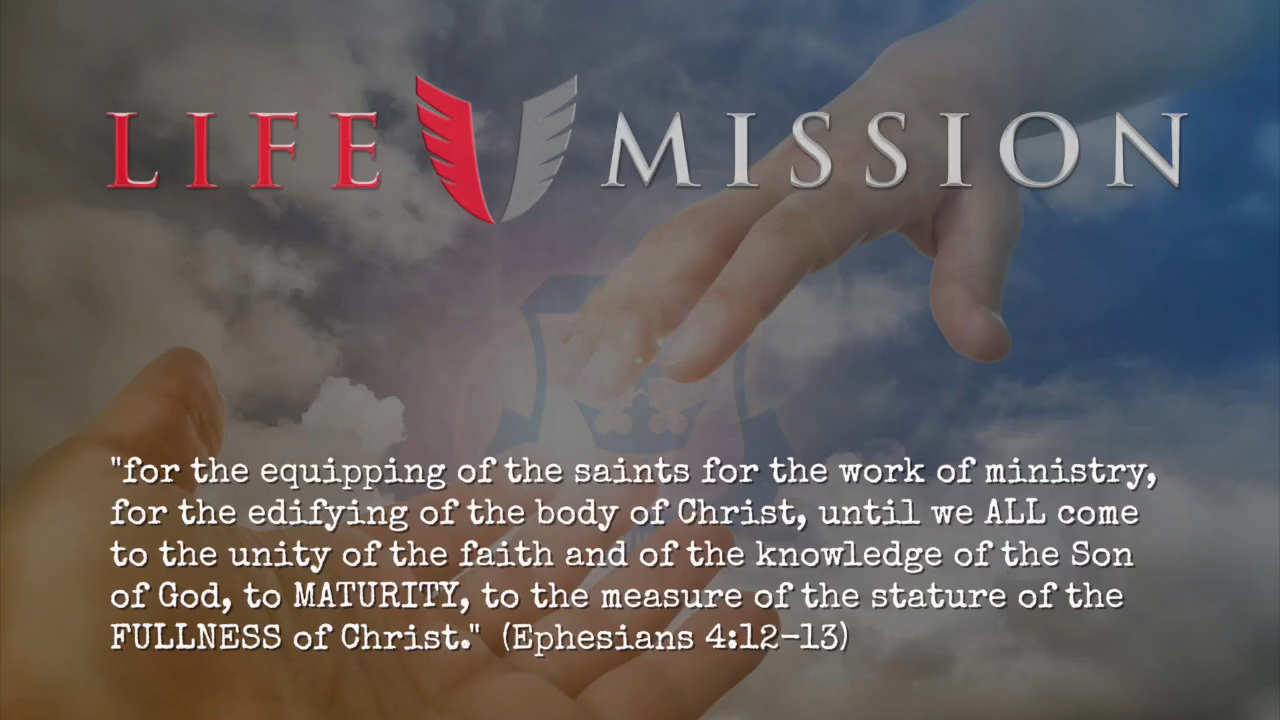 LIFE MISSION
"for the equipping of the saints for the work of ministry,
for the edifying of the body of Christ, until we ALL come
to the unity of the faith and of the knowledge of the Son
of God, to MATURITY, to the measure of the stature of the
FULLNESS of Christ."  (Ephesians 4:12-13)